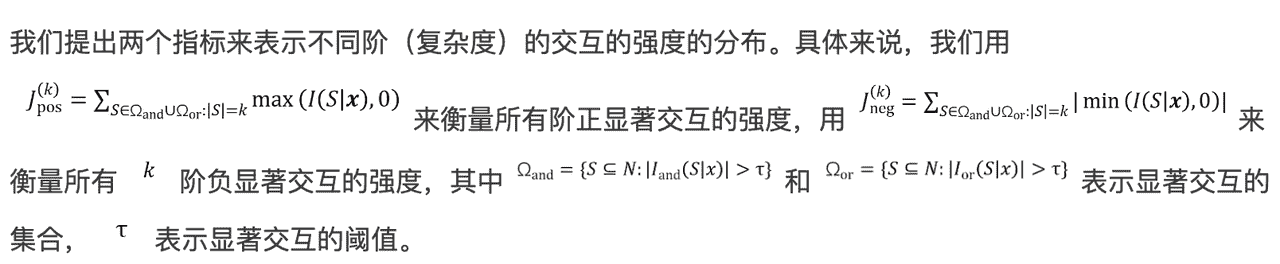 我们提出两个指标来表示不同阶（复杂度）的交互的强度的分布。具体来说，我们用
J_pos^(k) = ∑_{S∈Ω_and∪Ω_or:|S|=k} max (I(S|x), 0) 来衡量所有阶正显著交互的强度，用 J_neg^(k) = ∑_{S∈Ω_and∪Ω_or:|S|=k} | min (I(S|x), 0)| 来
衡量所有 k 阶负显著交互的强度，其中 Ω_and = {S ⊆ N: |I_and(S|x)| > τ} 和 Ω_or = {S ⊆ N: |I_or(S|x)| > τ} 表示显著交互的
集合， τ 表示显著交互的阈值。